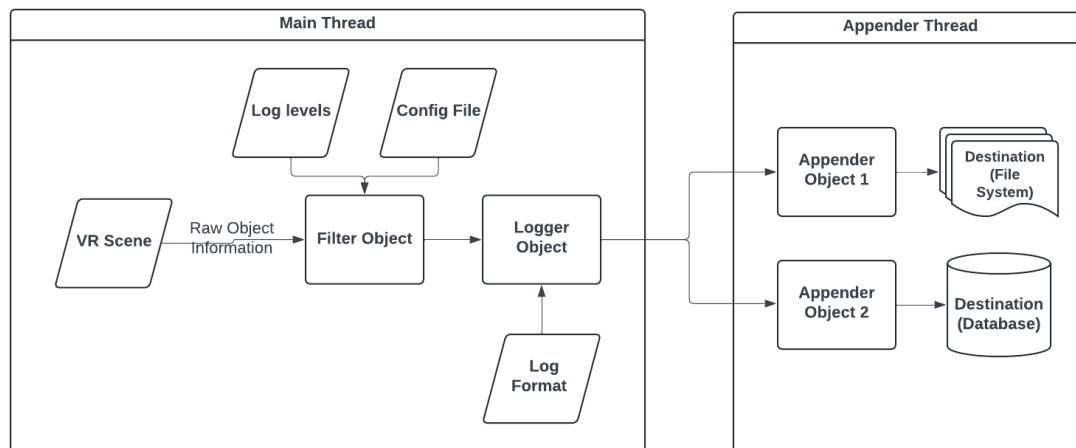 Main Thread
Appender Thread
Log levels
Config File
VR Scene
Raw Object
Information
Filter Object
Logger
Object
Log
Format
Appender
Object 1
Destination
(File
System)
Appender
Object 2
Destination
(Database)